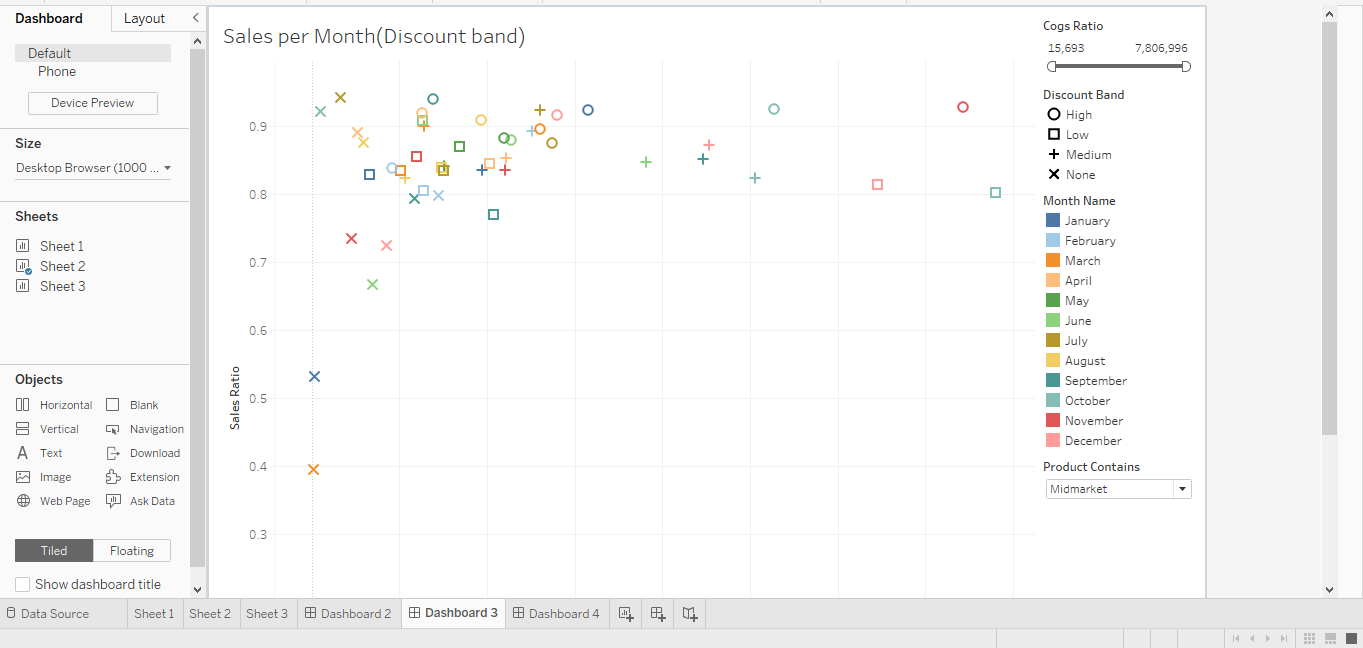 Dashboard
Layout
Default
Phone
Device Preview
Size
Desktop Browser (1000 ...
Sheets
Sheet 1
Sheet 2
Sheet 3
Objects
Horizontal
Blank
Vertical
Navigation
Text
Download
Image
Extension
Web Page
Ask Data
Tiled
Floating
Show dashboard title
Sales per Month(Discount band)
0.9
0.8
0.7
0.6
0.5
0.4
0.3
Sales Ratio
Cogs Ratio
15,693 7,806,996
Discount Band
High
Low
Medium
None
Month Name
January
February
March
April
May
June
July
August
September
October
November
December
Product Contains
Midmarket
Data Source
Sheet 1
Sheet 2
Sheet 3
Dashboard 2
Dashboard 3
Dashboard 4